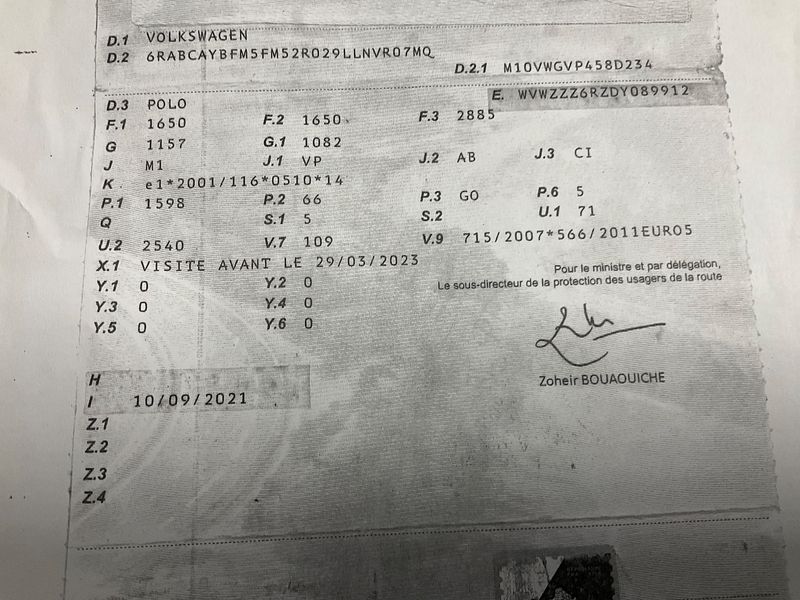 D.1 VOLKSWAGEN
D.2 6RABCAYBFM5FM52R029LLNVR07MQ
D.2.1 M10VWGVP458D234
D.3 POLO E. WVWZZZ6RZDY089912
F.1 1650 F.2 1650 F.3 2885
G 1157 G.1 1082
J M1 J.1 VP J.2 AB J.3 CI
K e1*2001/116*0510*14
P.1 1598 P.2 66 P.3 GO P.6 5
Q S.1 5 S.2 U.1 71
U.2 2540 V.7 109 V.9 715/2007*566/2011EURO5
X.1 VISITE AVANT LE 29/03/2023
Y.1 0 Y.2 0
Y.3 0 Y.4 0
Y.5 0 Y.6 0
Pour le ministre et par délégation,
Le sous-directeur de la protection des usagers de la route
Zoheir BOUAOUICHE
H
I 10/09/2021
Z.1
Z.2
Z.3
Z.4